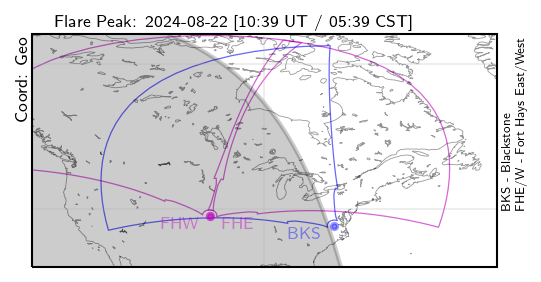 Flare Peak: 2024-08-22 [10:39 UT / 05:39 CST]
Coord: Geo
FHW
FHE
BKS
BKS - Blackstone
FHE/W - Fort Hays East/West